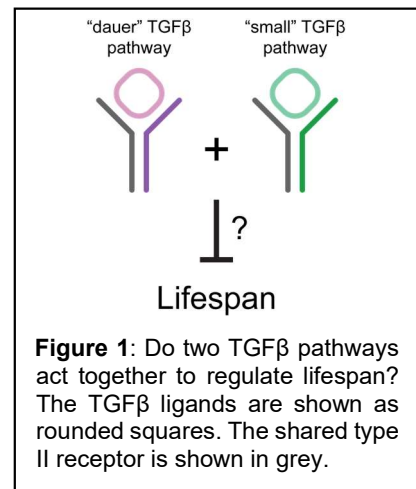 “dauer” TGFβ “small” TGFβ
pathway pathway
+
?
Lifespan
Figure 1: Do two TGFβ pathways
act together to regulate lifespan?
The TGFβ ligands are shown as
rounded squares. The shared type
II receptor is shown in grey.